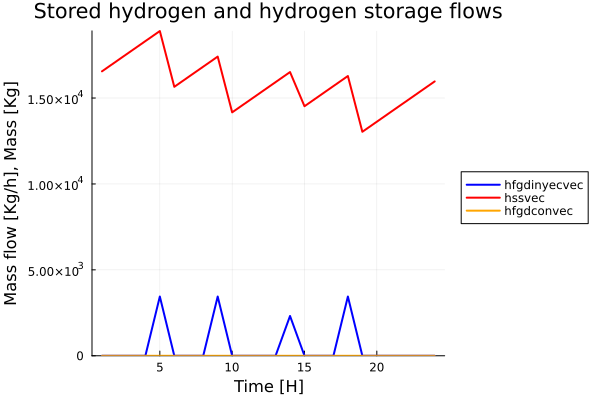 Stored hydrogen and hydrogen storage flows
Mass flow [Kg/h], Mass [Kg]
1.50×10⁴
1.00×10⁴
5.00×10³
0
5 10 15 20
Time [H]
hfgdinyecvec
hssvec
hfgdconvec